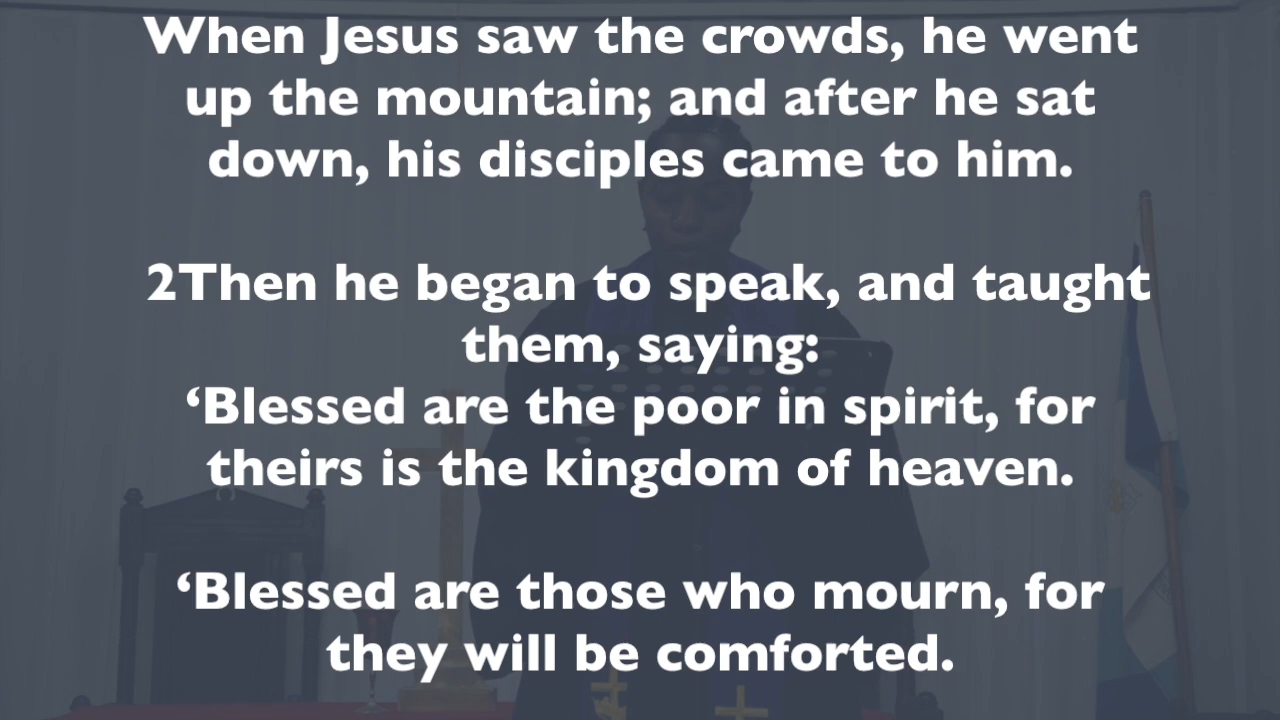 When Jesus saw the crowds, he went
up the mountain; and after he sat
down, his disciples came to him.
2Then he began to speak, and taught
them, saying:
‘Blessed are the poor in spirit, for
theirs is the kingdom of heaven.
‘Blessed are those who mourn, for
they will be comforted.